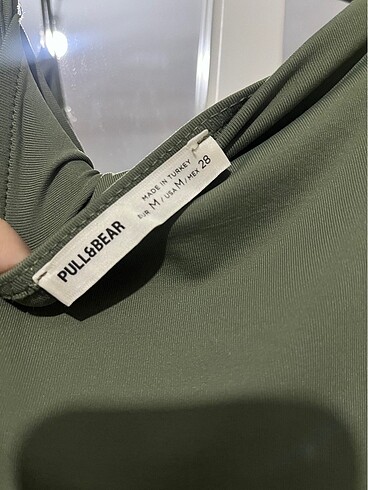 PULL&BEAR
MADE IN TURKEY
EUR M / USA M / MEX 28